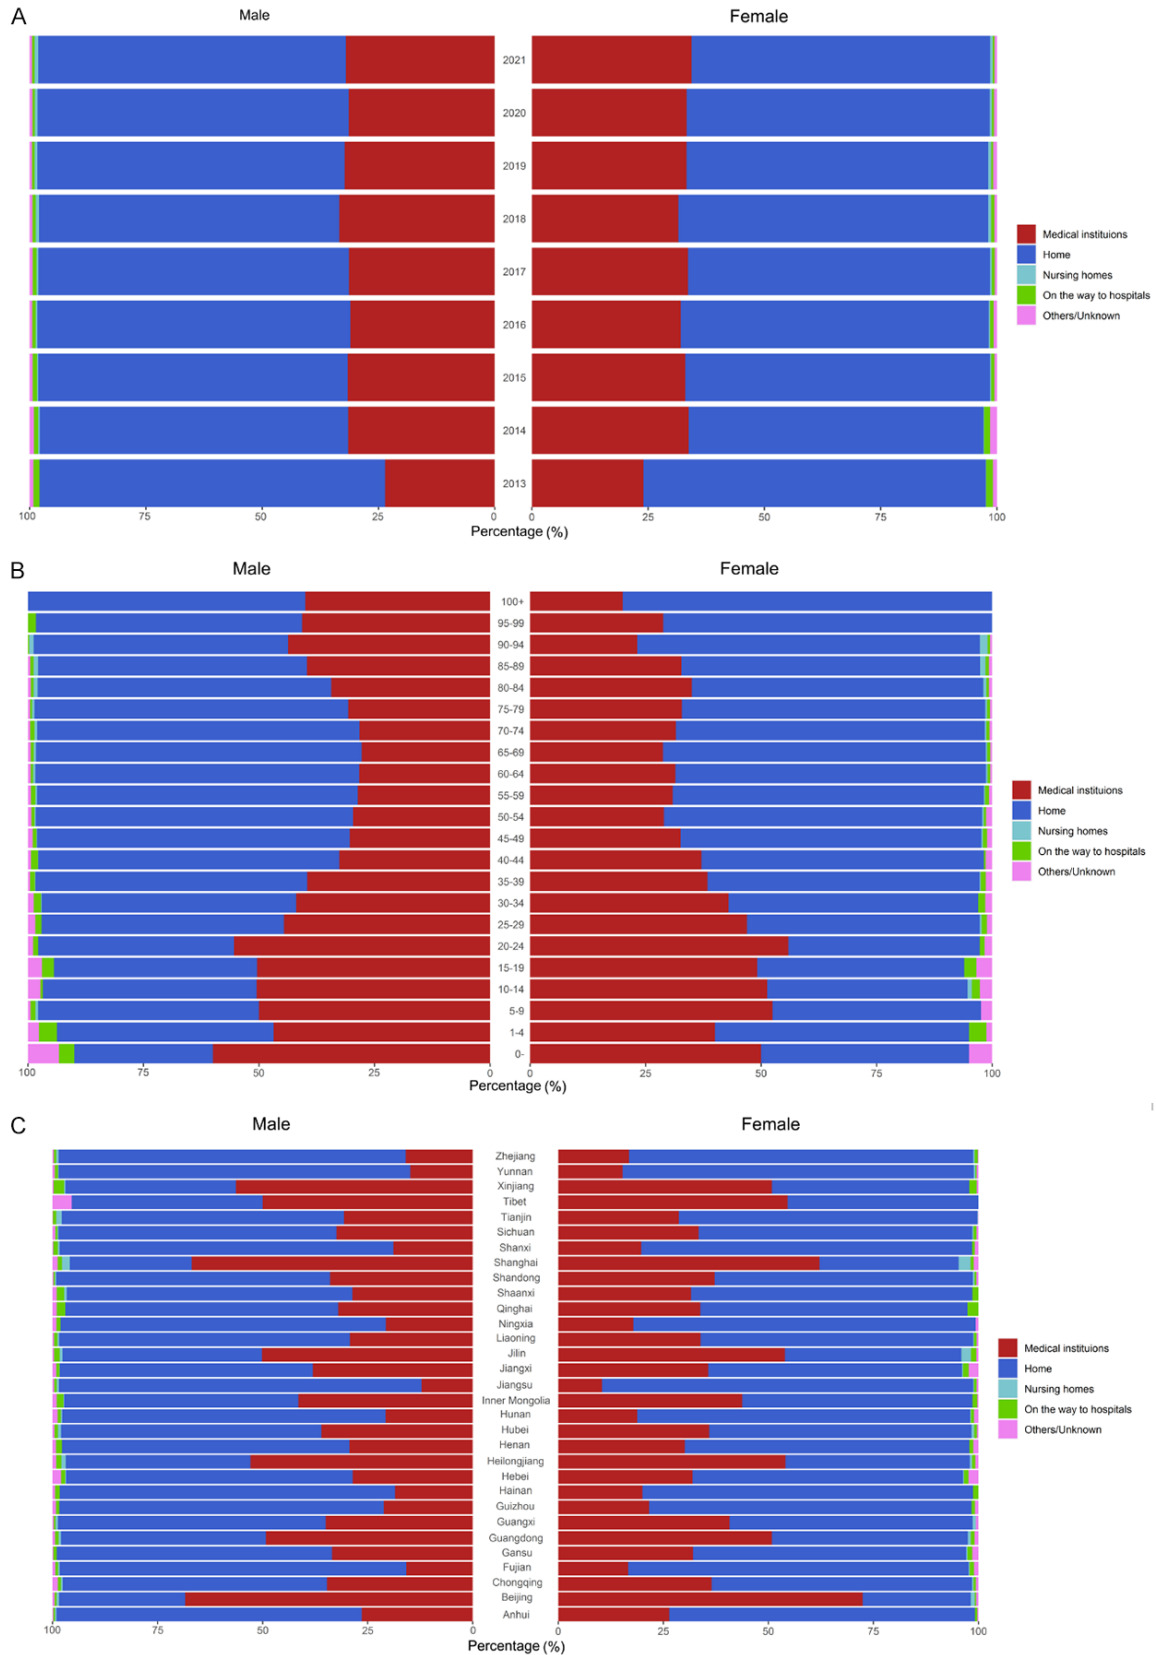 A
Male
Female
2021
2020
2019
2018
2017
2016
2015
2014
2013
Medical instituions
Home
Nursing homes
On the way to hospitals
Others/Unknown
100 75 50 25 0 0 25 50 75 100
Percentage (%)
B
Male
Female
100+
95-99
90-94
85-89
80-84
75-79
70-74
65-69
60-64
55-59
50-54
45-49
40-44
35-39
30-34
25-29
20-24
15-19
10-14
5-9
1-4
0-
Medical instituions
Home
Nursing homes
On the way to hospitals
Others/Unknown
100 75 50 25 0 0 25 50 75 100
Percentage (%)
C
Male
Female
Zhejiang
Yunnan
Xinjiang
Tibet
Tianjin
Sichuan
Shanxi
Shanghai
Shandong
Shaanxi
Qinghai
Ningxia
Liaoning
Jilin
Jiangxi
Jiangsu
Inner Mongolia
Hunan
Hubei
Henan
Heilongjiang
Hebei
Hainan
Guizhou
Guangxi
Guangdong
Gansu
Fujian
Chongqing
Beijing
Anhui
Medical instituions
Home
Nursing homes
On the way to hospitals
Others/Unknown
100 75 50 25 0 0 25 50 75 100
Percentage (%)